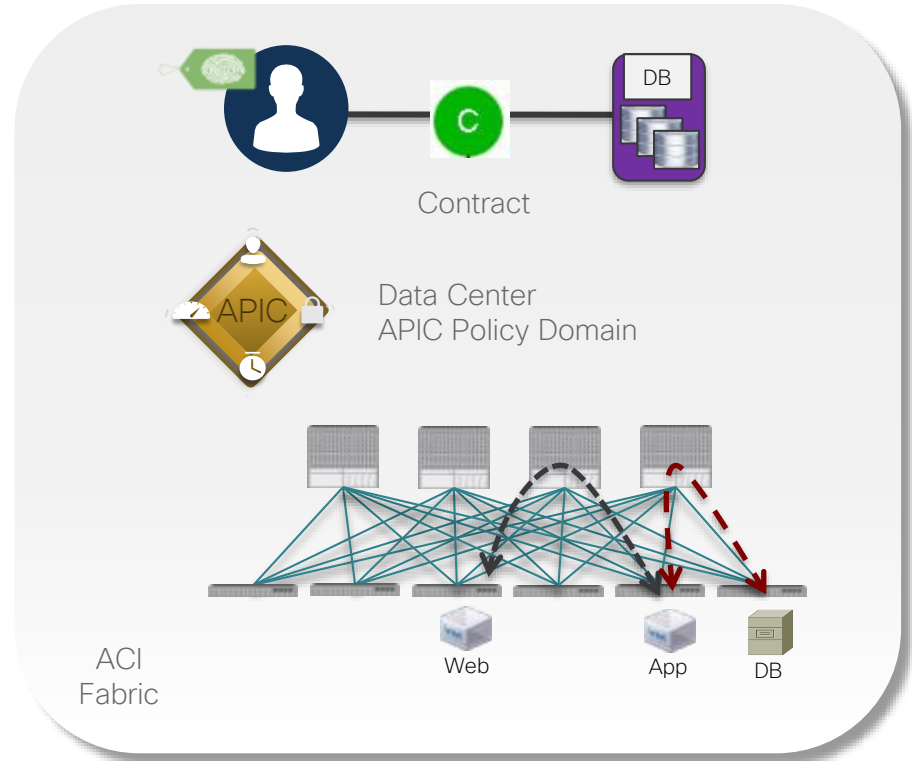 DB
C
Contract
APIC
Data Center
APIC Policy Domain
Web
App
DB
ACI
Fabric